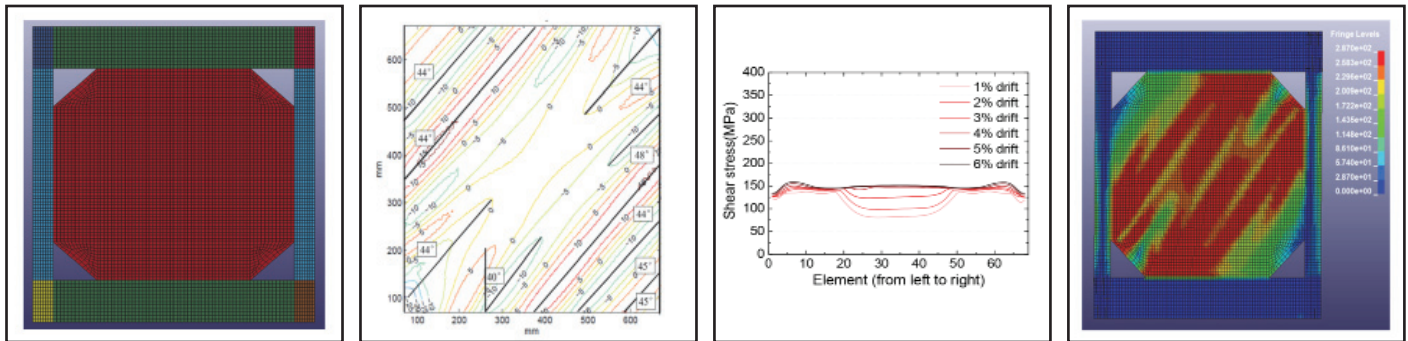 600
500
400
300
200
100
mm
100 200 300 400 500 600
mm
44°
44°
44°
48°
44°
44°
40°
45°
45°
Shear stress(MPa)
400
350
300
250
200
150
100
50
0
1% drift
2% drift
3% drift
4% drift
5% drift
6% drift
0 10 20 30 40 50 60
Element (from left to right)
Fringe Levels
2.870e+02
2.583e+02
2.296e+02
2.009e+02
1.722e+02
1.435e+02
1.148e+02
8.610e+01
5.740e+01
2.870e+01
0.000e+00